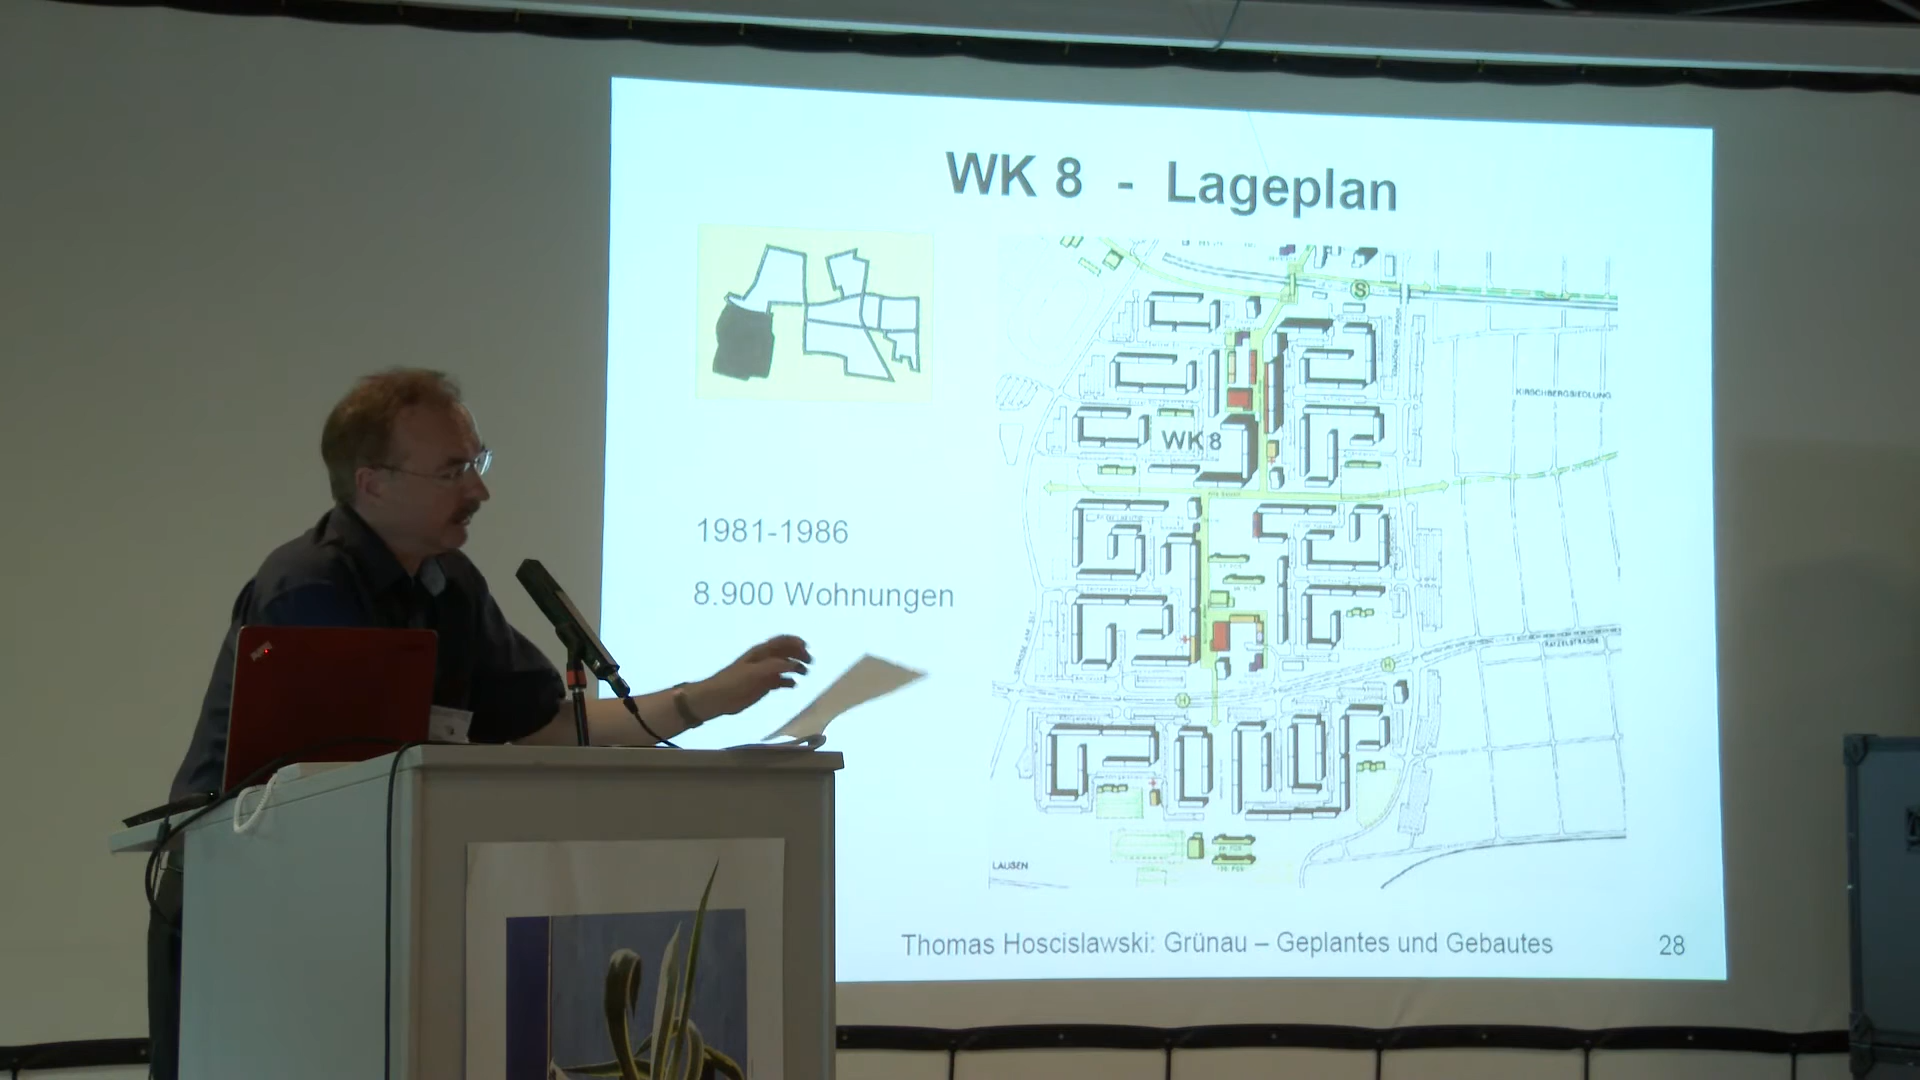 WK 8 - Lageplan
S
KIRSCHBERGSIEDLUNG
WK 8
1981-1986
8.900 Wohnungen
RATZELSTRASSE
H
H
LAUSEN
Thomas Hoscislawski: Grünau – Geplantes und Gebautes
28